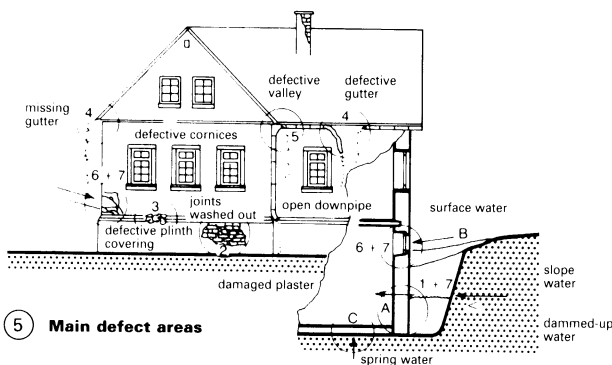 missing
gutter
4
defective
valley
defective
gutter
4
defective cornices
5
6 + 7
3
joints
washed out
open downpipe
surface water
defective plinth
covering
2
6 + 7
B
damaged plaster
slope
water
1 + 7
A
C
dammed-up
water
spring water
5 Main defect areas